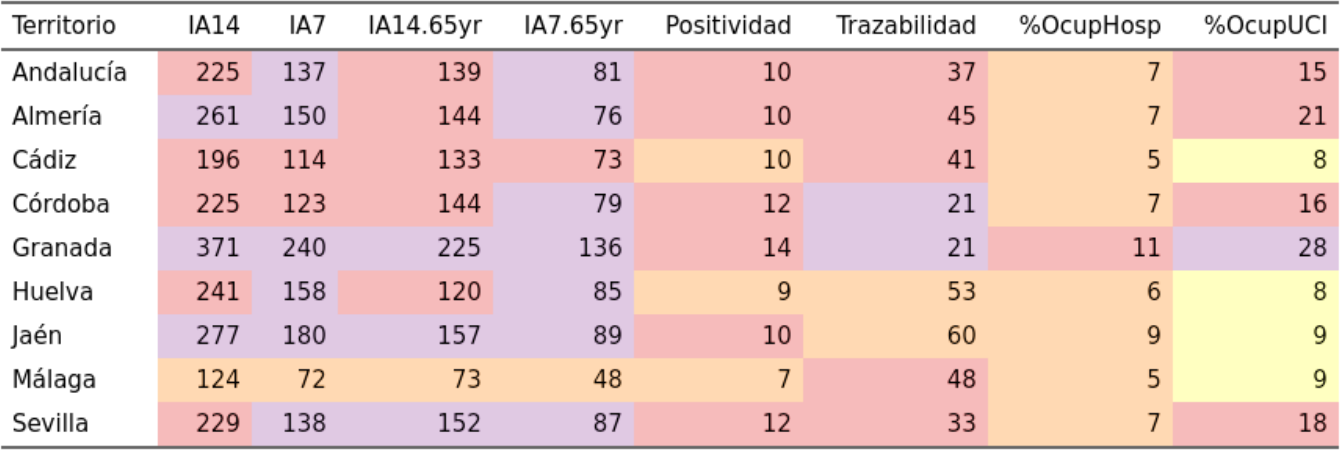 Territorio IA14 IA7 IA14.65yr IA7.65yr Positividad Trazabilidad %OcupHosp %OcupUCI
Andalucía 225 137 139 81 10 37 7 15
Almería 261 150 144 76 10 45 7 21
Cádiz 196 114 133 73 10 41 5 8
Córdoba 225 123 144 79 12 21 7 16
Granada 371 240 225 136 14 21 11 28
Huelva 241 158 120 85 9 53 6 8
Jaén 277 180 157 89 10 60 9 9
Málaga 124 72 73 48 7 48 5 9
Sevilla 229 138 152 87 12 33 7 18